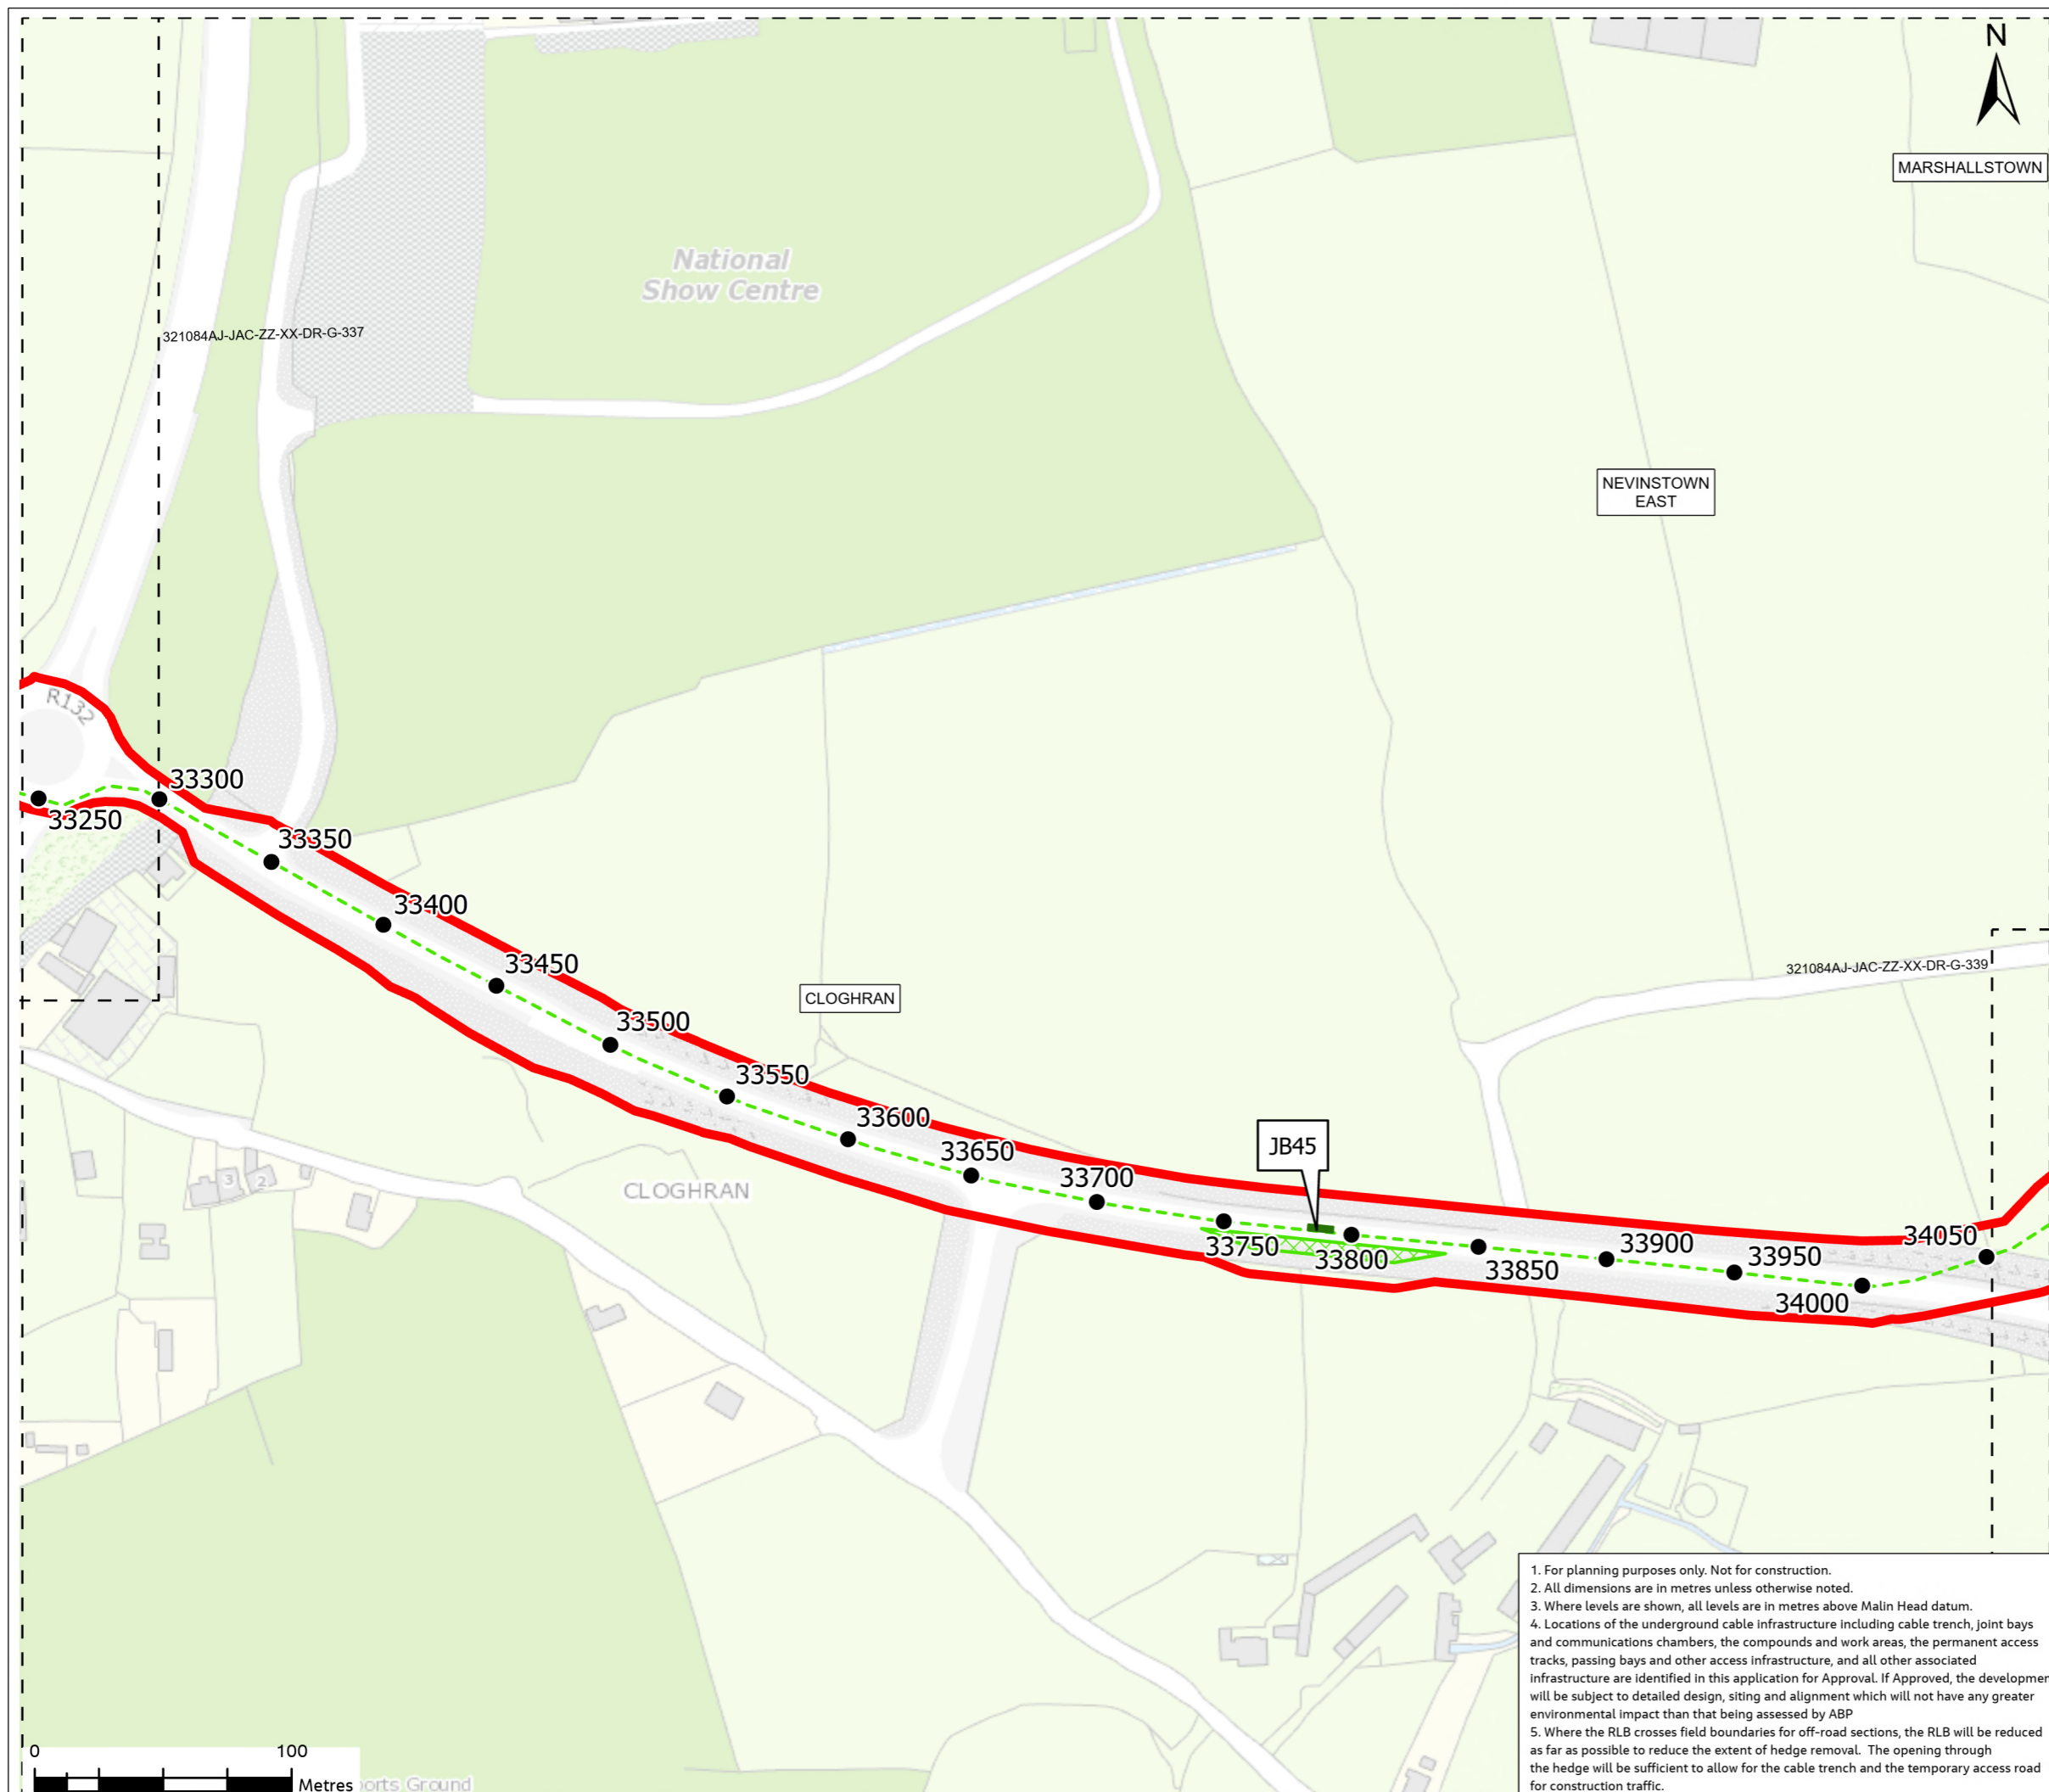 N
MARSHALLSTOWN
National
Show Centre
321084AJ-JAC-ZZ-XX-DR-G-337
NEVINSTOWN
EAST
R132
33300
33250
33350
33400
33450
321084AJ-JAC-ZZ-XX-DR-G-339
CLOGHRAN
33500
33550
33600
33650
JB45
33700
CLOGHRAN
3
2
33750
33800
33850
33900
33950
34000
34050
1. For planning purposes only. Not for construction.
2. All dimensions are in metres unless otherwise noted.
3. Where levels are shown, all levels are in metres above Malin Head datum.
4. Locations of the underground cable infrastructure including cable trench, joint bays
and communications chambers, the compounds and work areas, the permanent access
tracks, passing bays and other access infrastructure, and all other associated
infrastructure are identified in this application for Approval. If Approved, the developmen
will be subject to detailed design, siting and alignment which will not have any greater
environmental impact than that being assessed by ABP
5. Where the RLB crosses field boundaries for off-road sections, the RLB will be reduced
as far as possible to reduce the extent of hedge removal. The opening through
the hedge will be sufficient to allow for the cable trench and the temporary access road
for construction traffic.
0 100
Metres
orts Ground